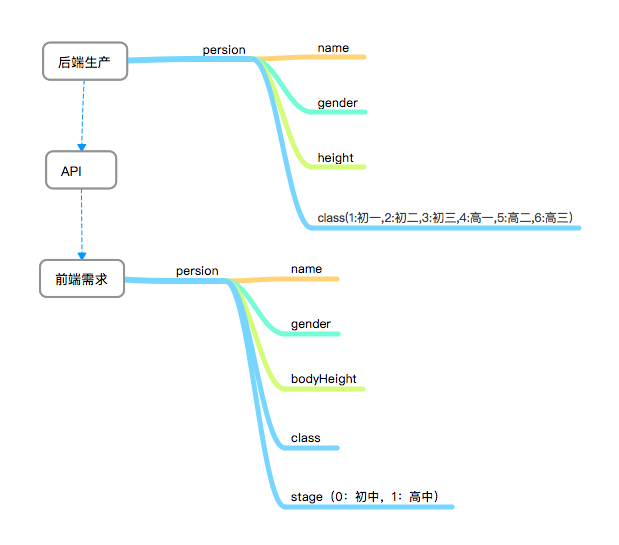 后端生产
persion
name
gender
height
class(1:初一,2:初二,3:初三,4:高一,5:高二,6:高三)
API
前端需求
persion
name
gender
bodyHeight
class
stage（0：初中，1：高中）